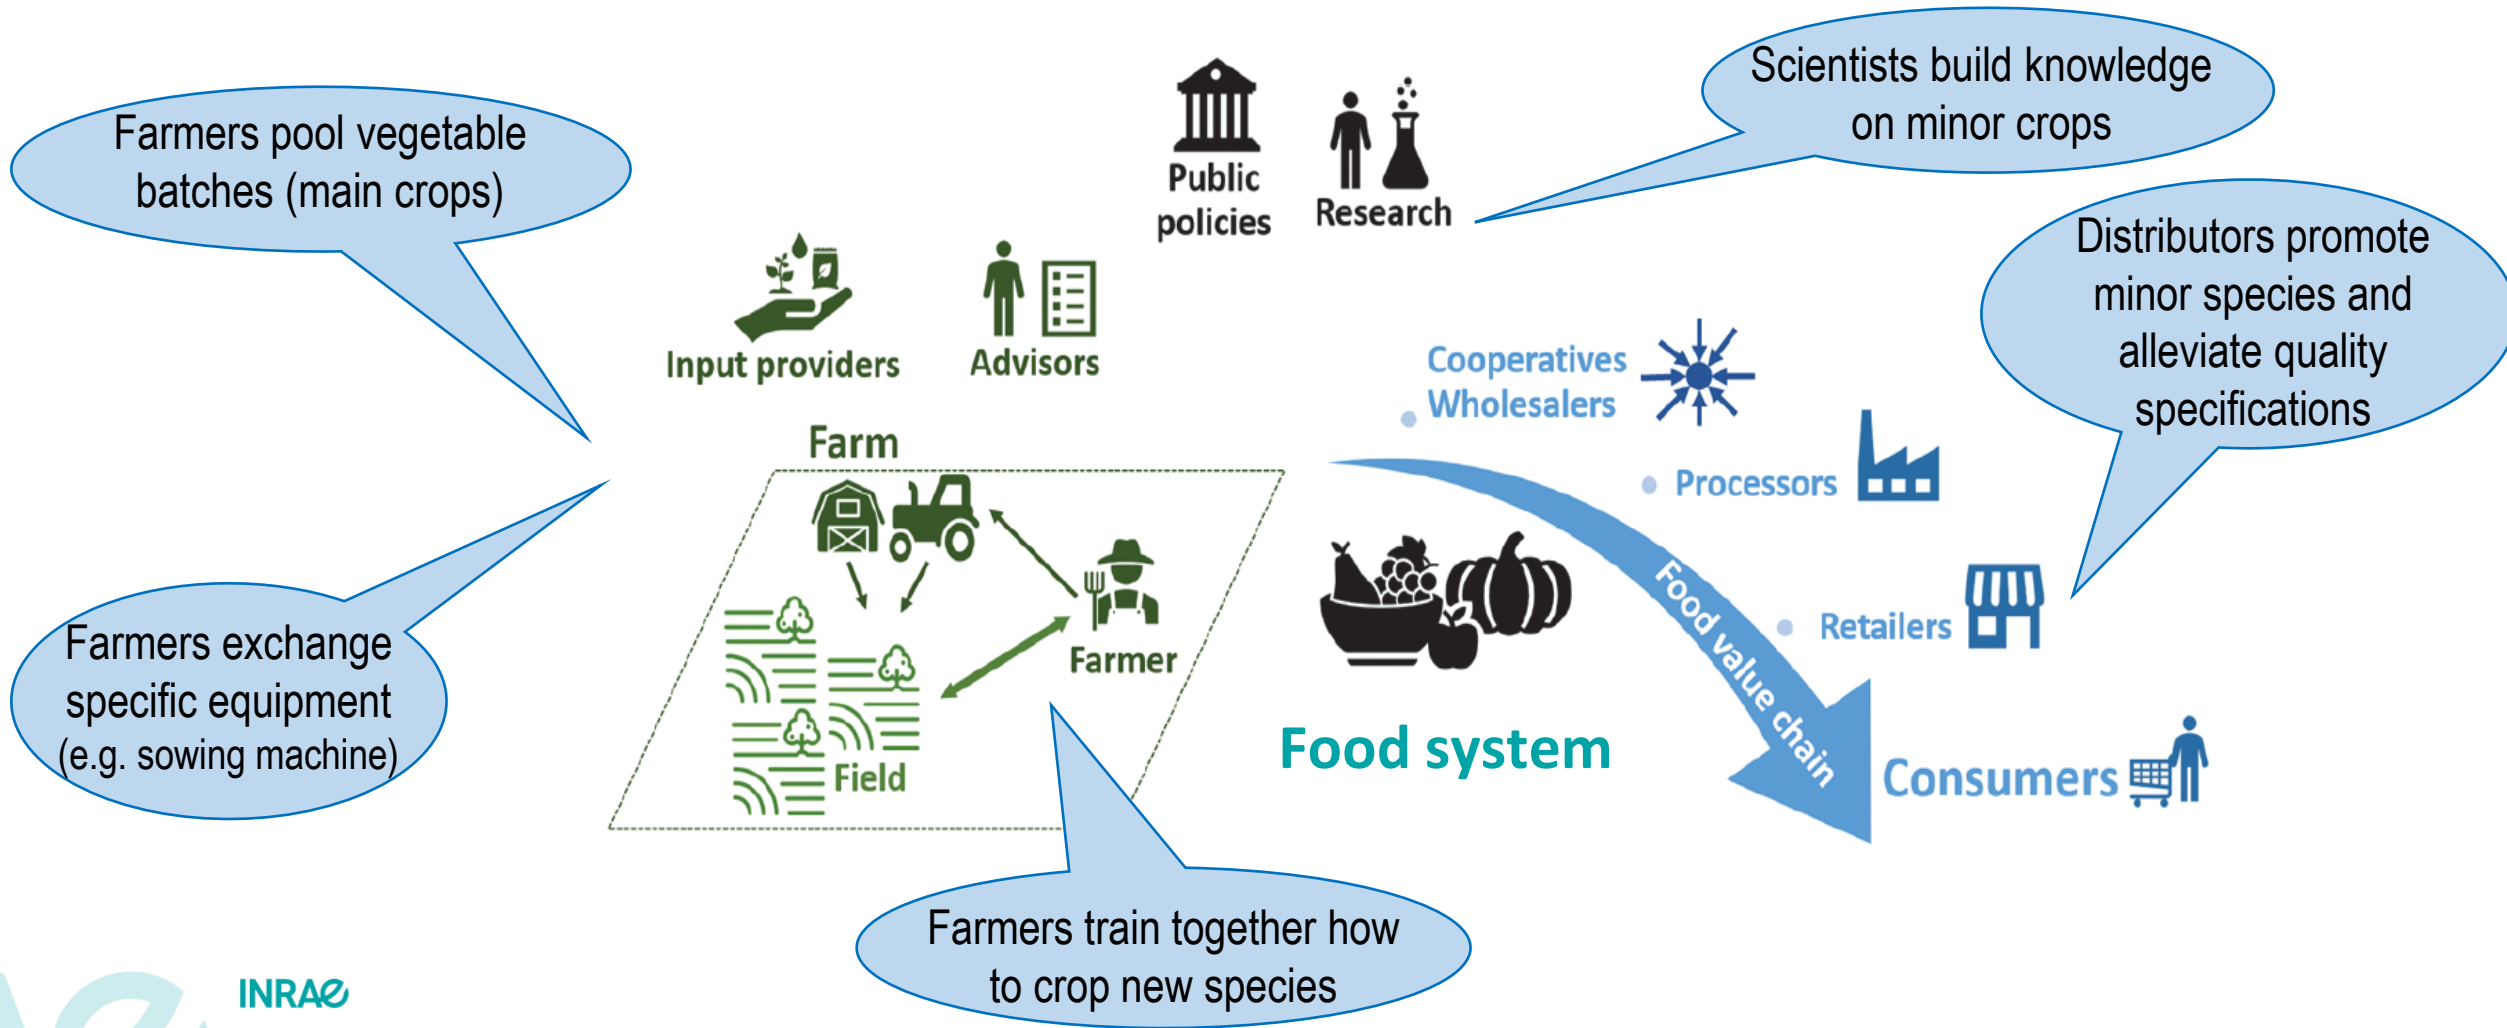 Farmers pool vegetable
batches (main crops)
Scientists build knowledge
on minor crops
Public
policies
Research
Distributors promote
minor species and
alleviate quality
specifications
Input providers
Advisors
Cooperatives
Wholesalers
Farm
Processors
Farmers exchange
specific equipment
(e.g. sowing machine)
Farmer
Field
Food value chain
Retailers
Food system
Consumers
Farmers train together how
to crop new species
INRAE